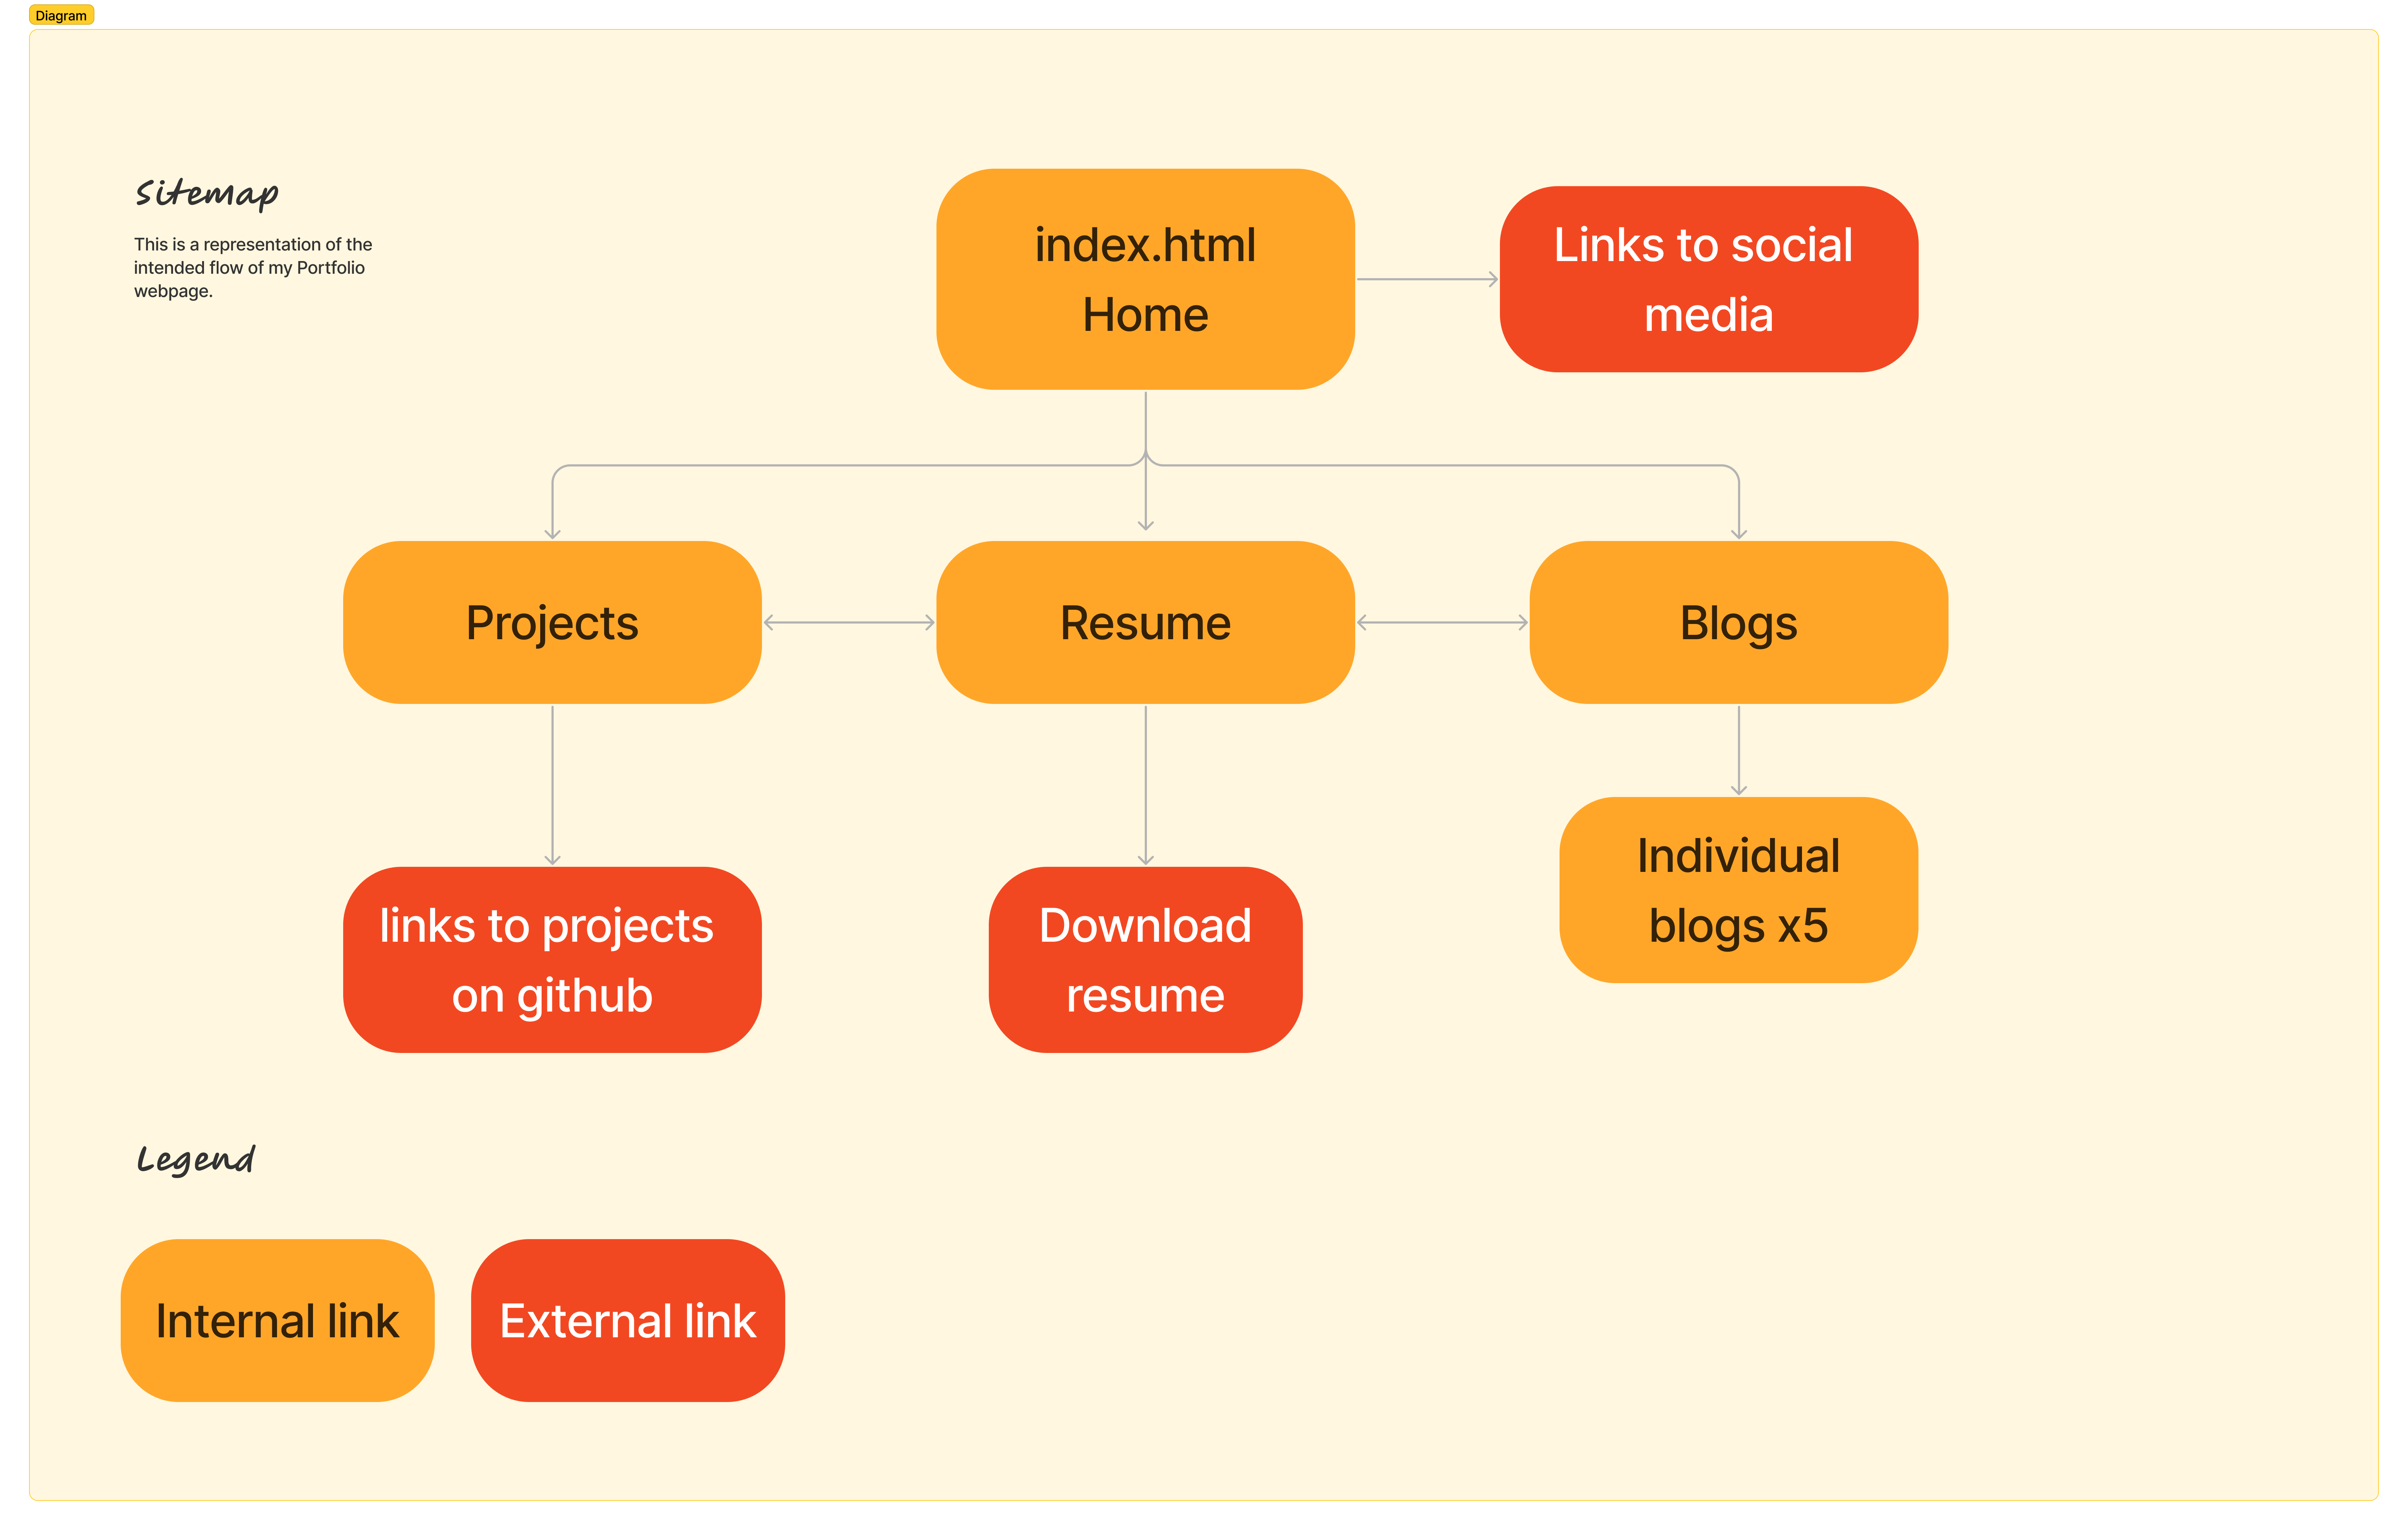 Diagram
Sitemap
This is a representation of the
intended flow of my Portfolio
webpage.
index.html
Home
Links to social
media
Projects
Resume
Blogs
links to projects
on github
Download
resume
Individual
blogs x5
Legend
Internal link
External link